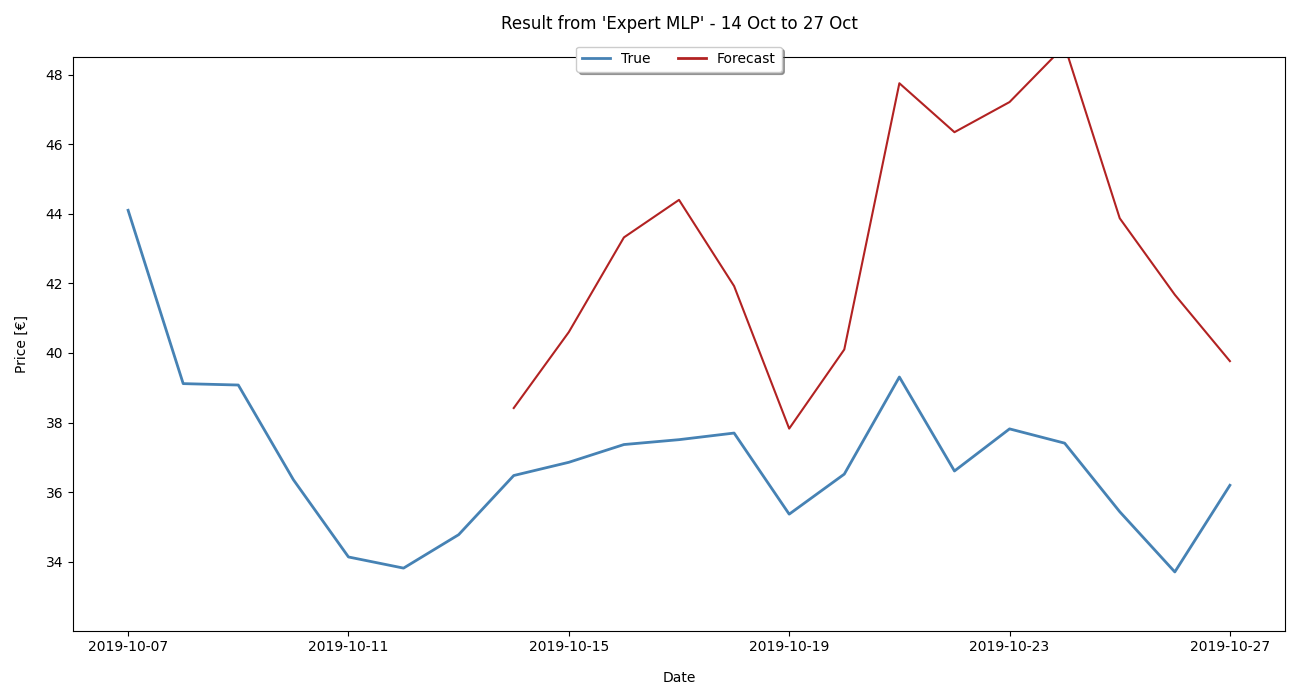 Result from 'Expert MLP' - 14 Oct to 27 Oct
True Forecast
48
46
44
42
40
38
36
34
Price [€]
2019-10-07 2019-10-11 2019-10-15 2019-10-19 2019-10-23 2019-10-27
Date